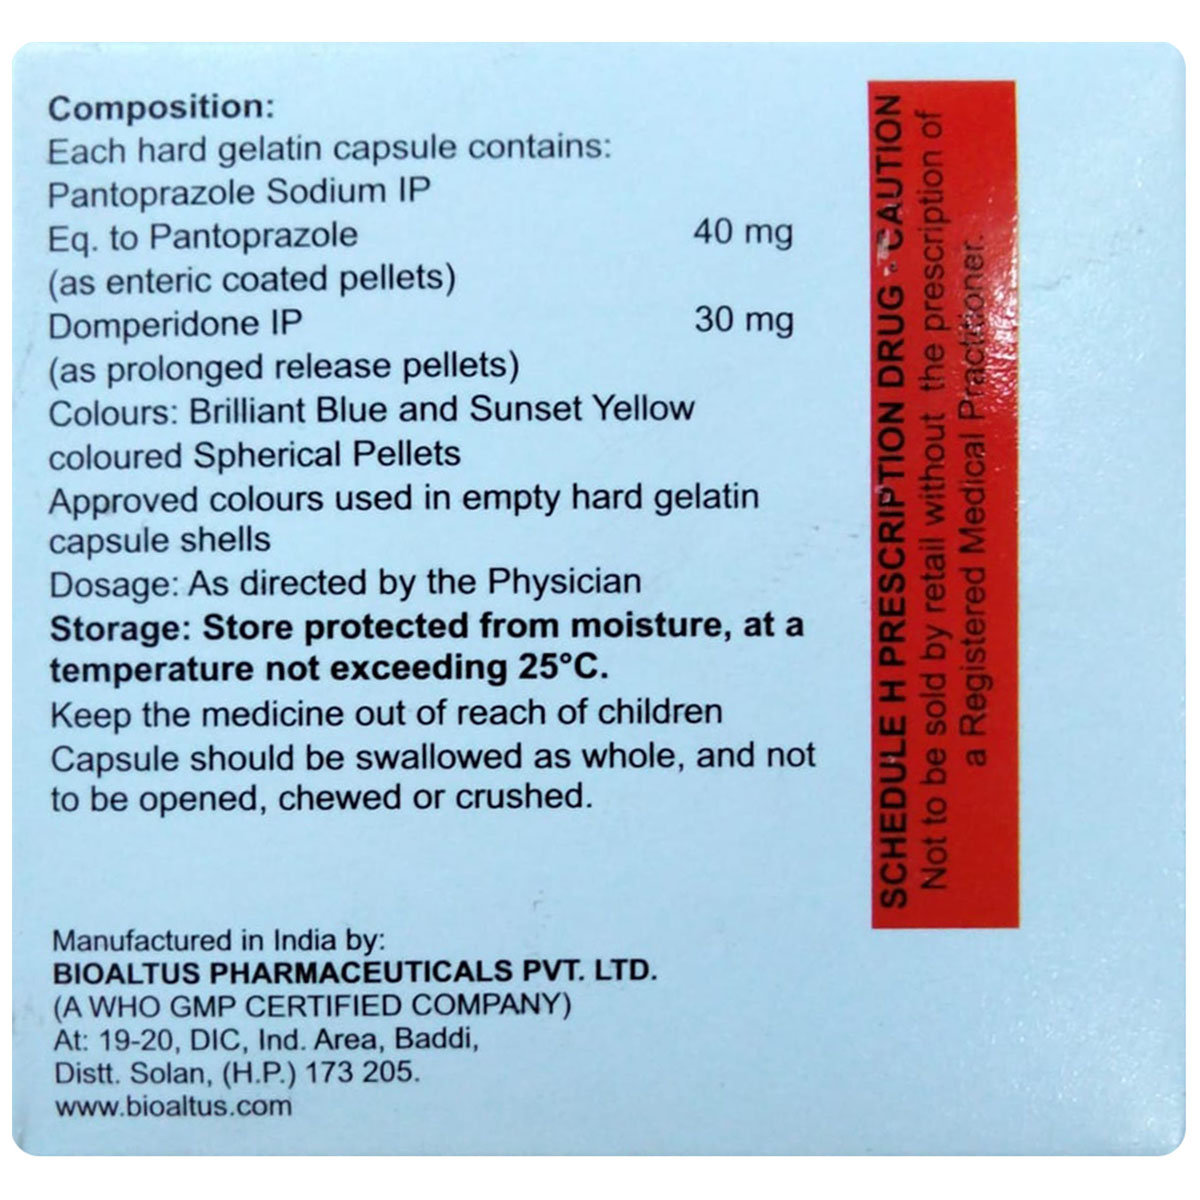 Composition:
Each hard gelatin capsule contains:
Pantoprazole Sodium IP
Eq. to Pantoprazole 40 mg
(as enteric coated pellets)
Domperidone IP 30 mg
(as prolonged release pellets)
Colours: Brilliant Blue and Sunset Yellow
coloured Spherical Pellets
Approved colours used in empty hard gelatin
capsule shells
Dosage: As directed by the Physician
Storage: Store protected from moisture, at a
temperature not exceeding 25°C.
Keep the medicine out of reach of children
Capsule should be swallowed as whole, and not
to be opened, chewed or crushed.
Manufactured in India by:
BIOALTUS PHARMACEUTICALS PVT. LTD.
(A WHO GMP CERTIFIED COMPANY)
At: 19-20, DIC, Ind. Area, Baddi,
Distt. Solan, (H.P.) 173 205.
www.bioaltus.com
SCHEDULE H PRESCRIPTION DRUG - CAUTION
Not to be sold by retail without the prescription of
a Registered Medical Practitioner.